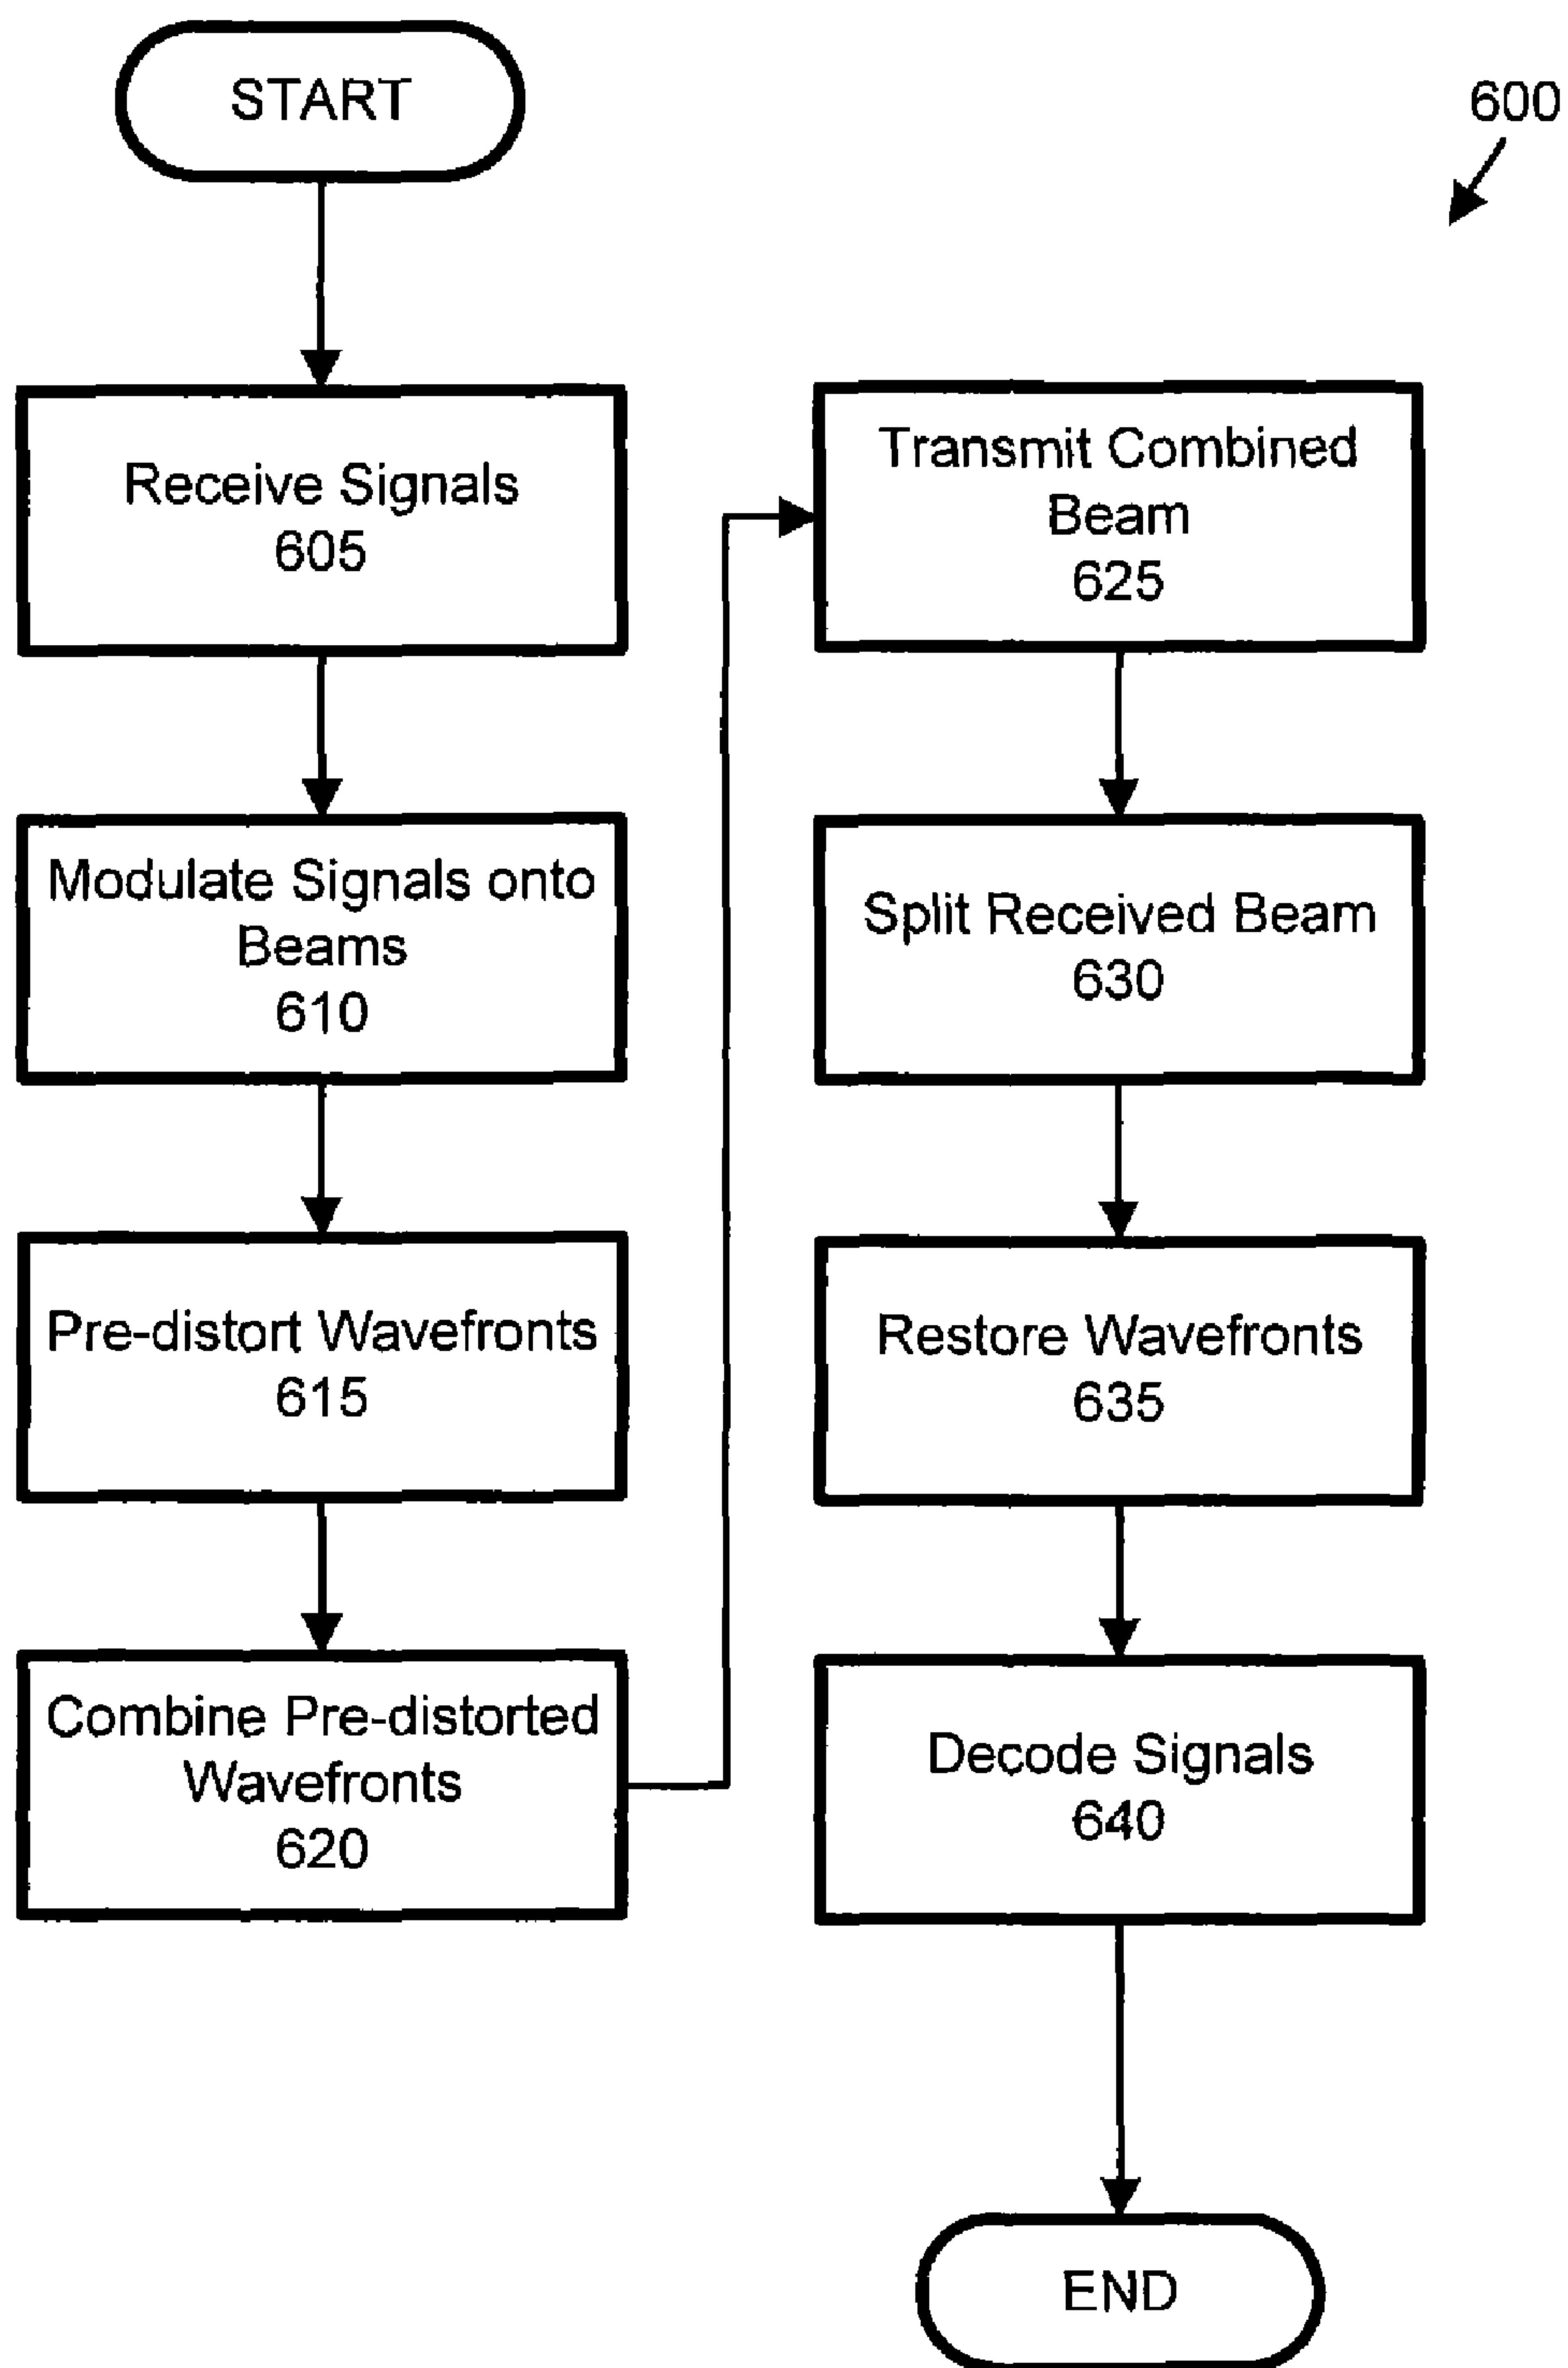 START
600
Receive Signals
605
Modulate Signals onto
Beams
610
Pre-distort Wavefronts
615
Combine Pre-distorted
Wavefronts
620
Transmit Combined
Beam
625
Split Received Beam
630
Restore Wavefronts
635
Decode Signals
640
END